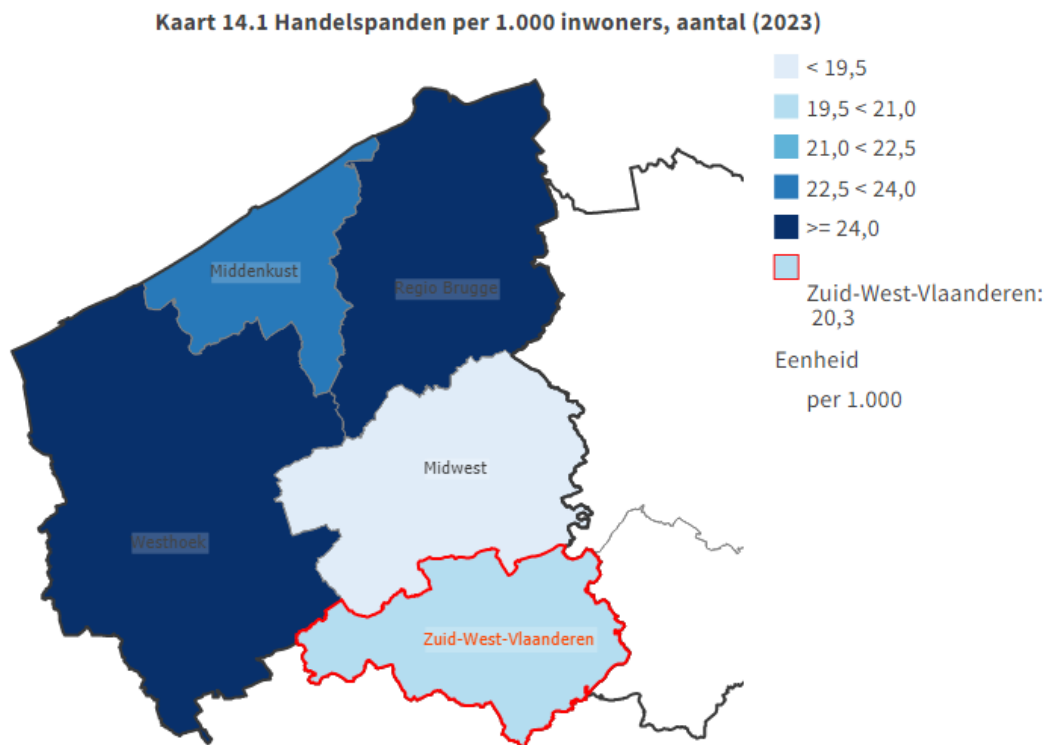 Kaart 14.1 Handelspanden per 1.000 inwoners, aantal (2023)
< 19,5
19,5 < 21,0
21,0 < 22,5
22,5 < 24,0
>= 24,0
Zuid-West-Vlaanderen:
20,3
Eenheid
per 1.000
Middenkust
Regio Brugge
Midwest
Westhoek
Zuid-West-Vlaanderen